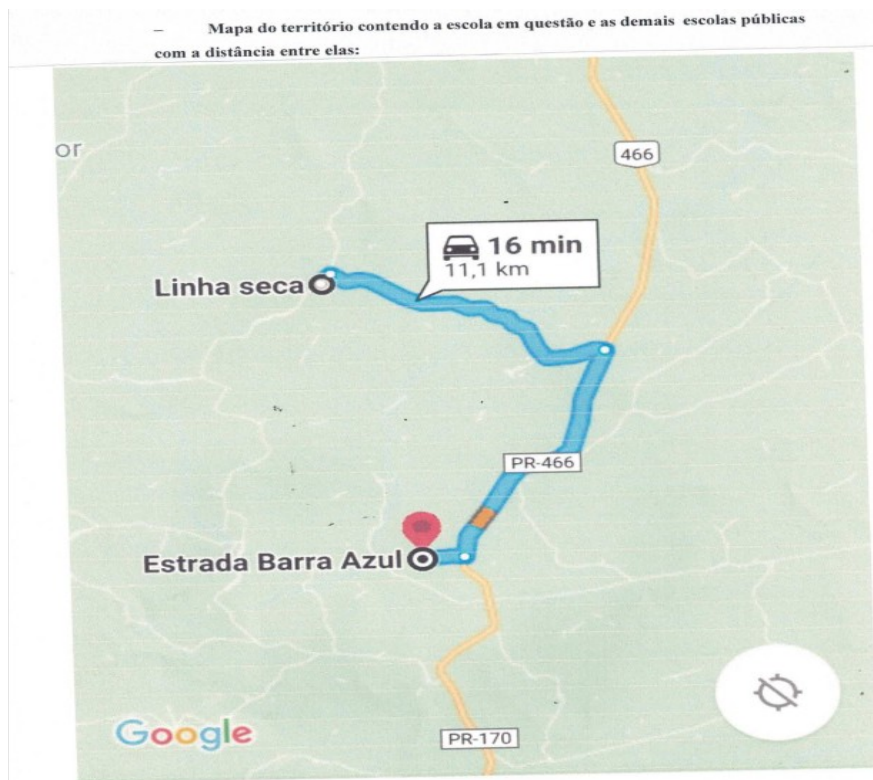 – Mapa do território contendo a escola em questão e as demais escolas públicas
com a distância entre elas:
or
466
16 min
11,1 km
Linha seca
PR-466
Estrada Barra Azul
Google
PR-170